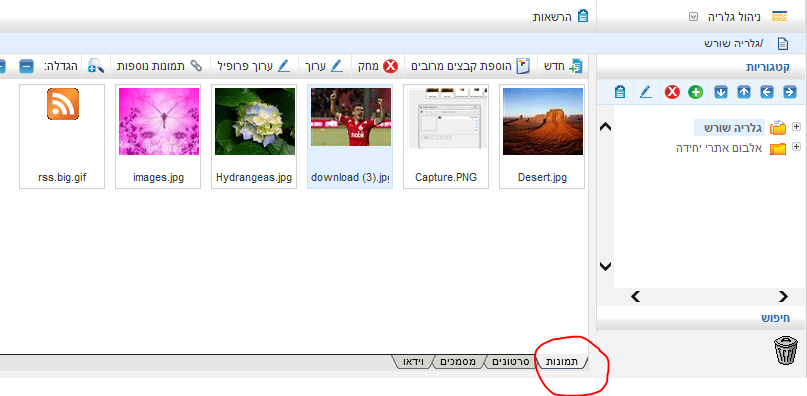 ניהול גלריה הרשאות
/גלריה שורש
קטגוריות
חדש הוספת קבצים מרובים מחק ערוך ערוך פרופיל תמונות נוספות הגדלה:
גלריה שורש
אלבום אתרי יחידה
Desert.jpg
Capture.PNG
download (3).jpg
Hydrangeas.jpg
images.jpg
rss.big.gif
חיפוש
תמונות סרטונים מסמכים וידאו